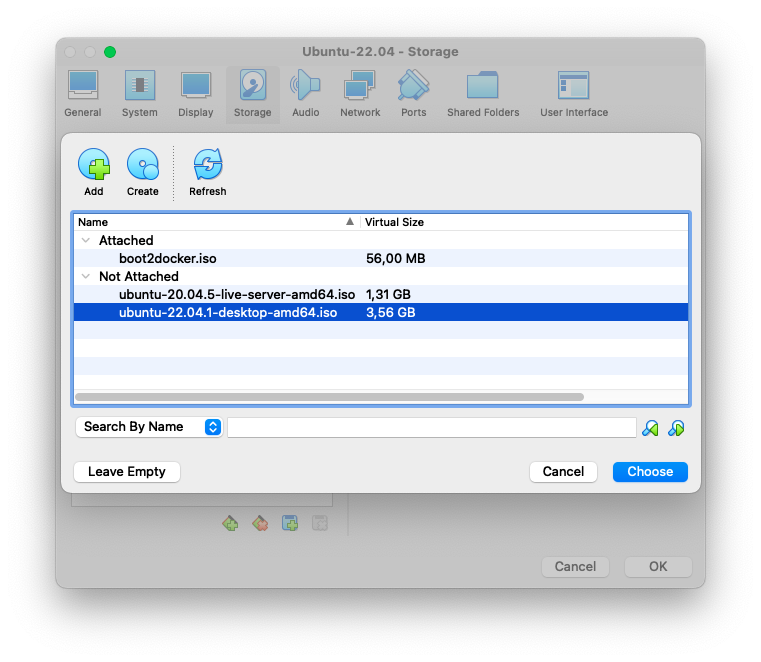 Ubuntu-22.04 - Storage
General System Display Storage Audio Network Ports Shared Folders User Interface
Add Create Refresh
Name Virtual Size
Attached
boot2docker.iso 56,00 MB
Not Attached
ubuntu-20.04.5-live-server-amd64.iso 1,31 GB
ubuntu-22.04.1-desktop-amd64.iso 3,56 GB
Search By Name
Leave Empty Cancel Choose
Cancel OK